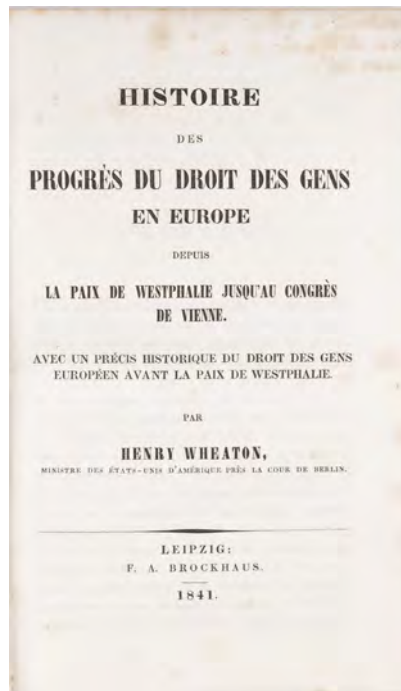 HISTOIRE
DES
PROGRÈS DU DROIT DES GENS
EN EUROPE
DEPUIS
LA PAIX DE WESTPHALIE JUSQU'AU CONGRÈS
DE VIENNE.
AVEC UN PRÉCIS HISTORIQUE DU DROIT DES GENS
EUROPÉEN AVANT LA PAIX DE WESTPHALIE.
PAR
HENRY WHEATON,
MINISTRE DES ÉTATS-UNIS D'AMÉRIQUE PRÈS LA COUR DE BERLIN.
LEIPZIG:
F. A. BROCKHAUS.
1841.